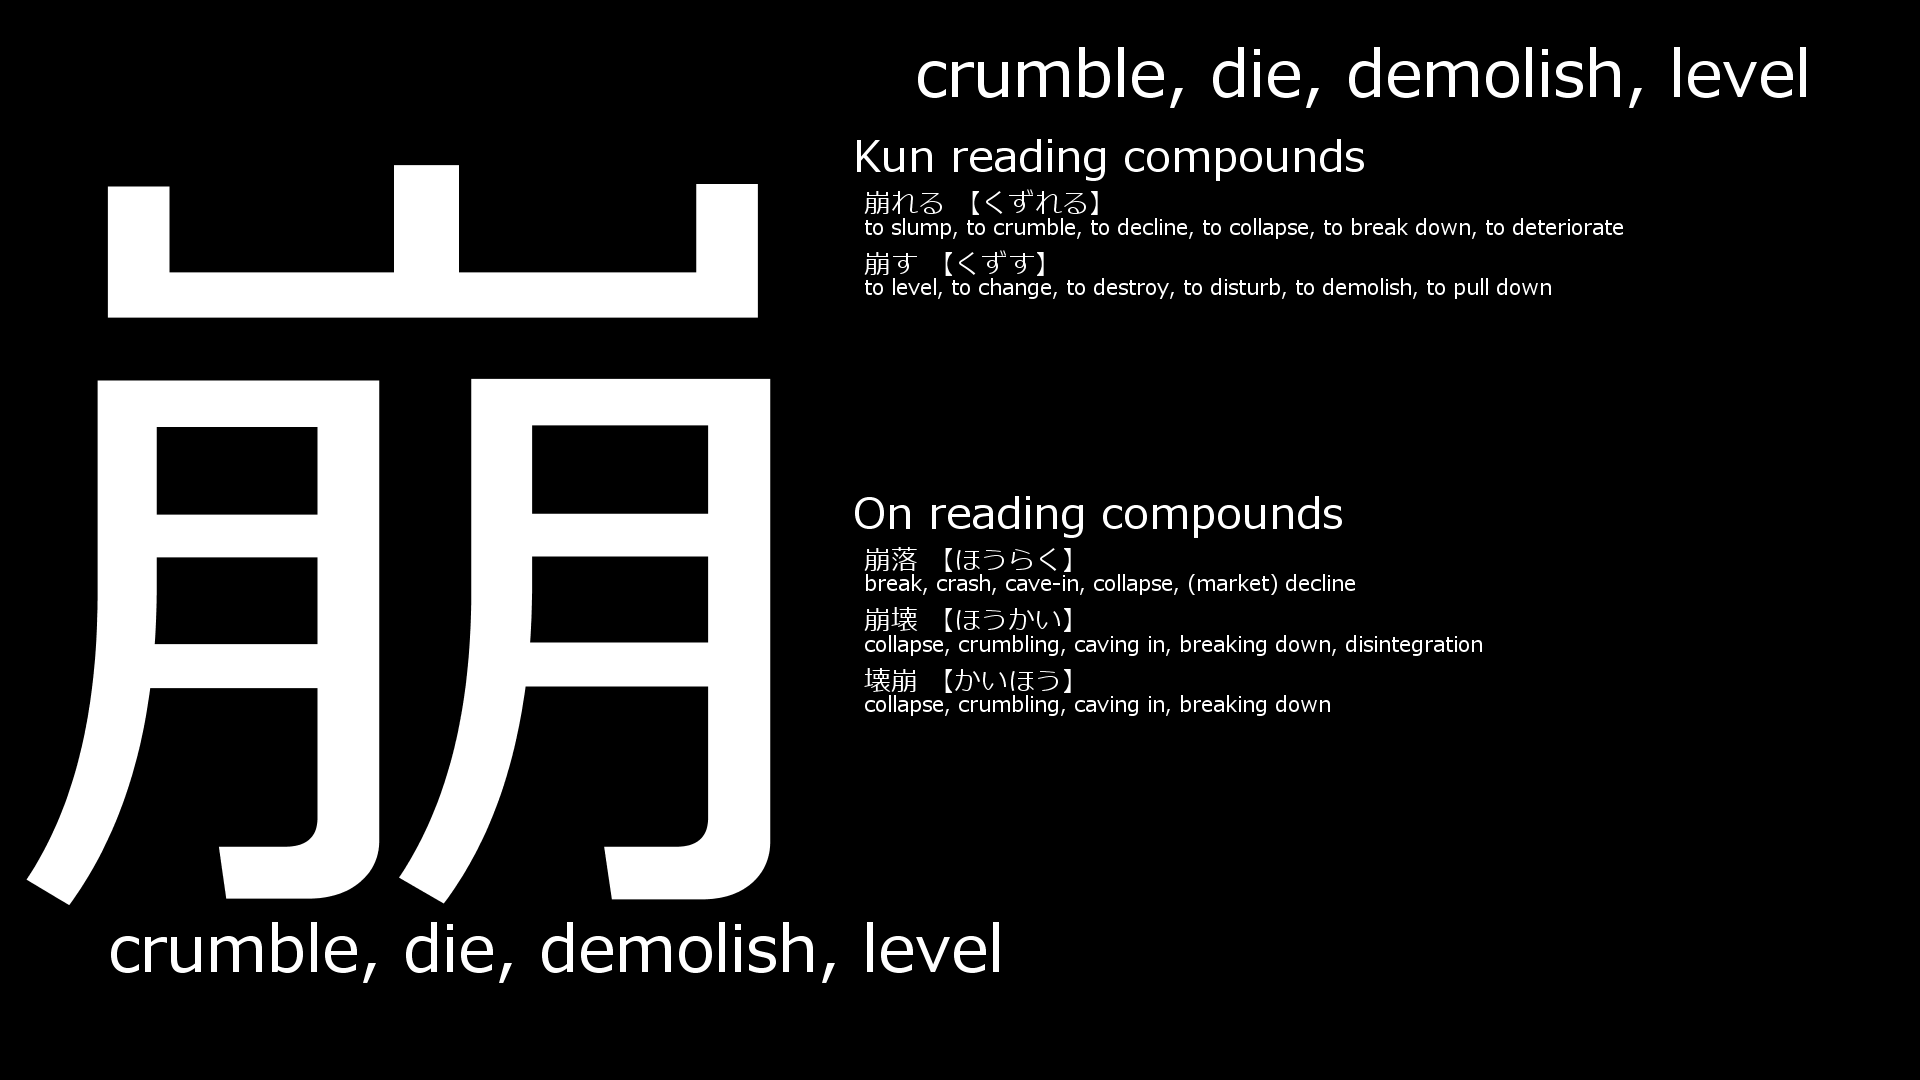 崩
crumble, die, demolish, level
Kun reading compounds
崩れる 【くずれる】
to slump, to crumble, to decline, to collapse, to break down, to deteriorate
崩す 【くずす】
to level, to change, to destroy, to disturb, to demolish, to pull down
On reading compounds
崩落 【ほうらく】
break, crash, cave-in, collapse, (market) decline
崩壊 【ほうかい】
collapse, crumbling, caving in, breaking down, disintegration
壊崩 【かいほう】
collapse, crumbling, caving in, breaking down
crumble, die, demolish, level